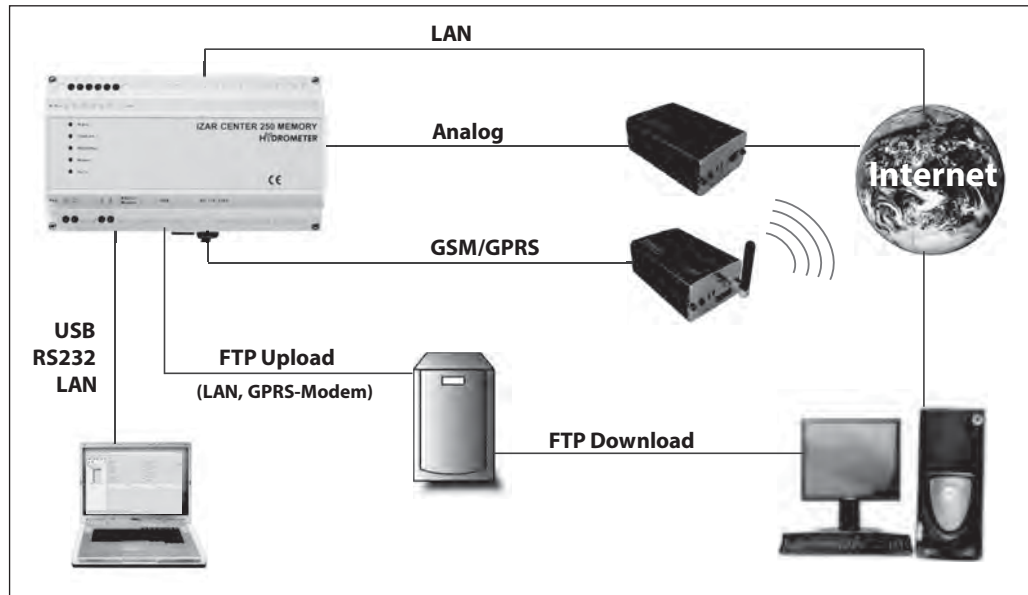 LAN
IZAR CENTER 250 MEMORY
HYDROMETER
CE
Analog
Internet
GSM/GPRS
USB
RS232
LAN
FTP Upload
(LAN, GPRS-Modem)
FTP Download